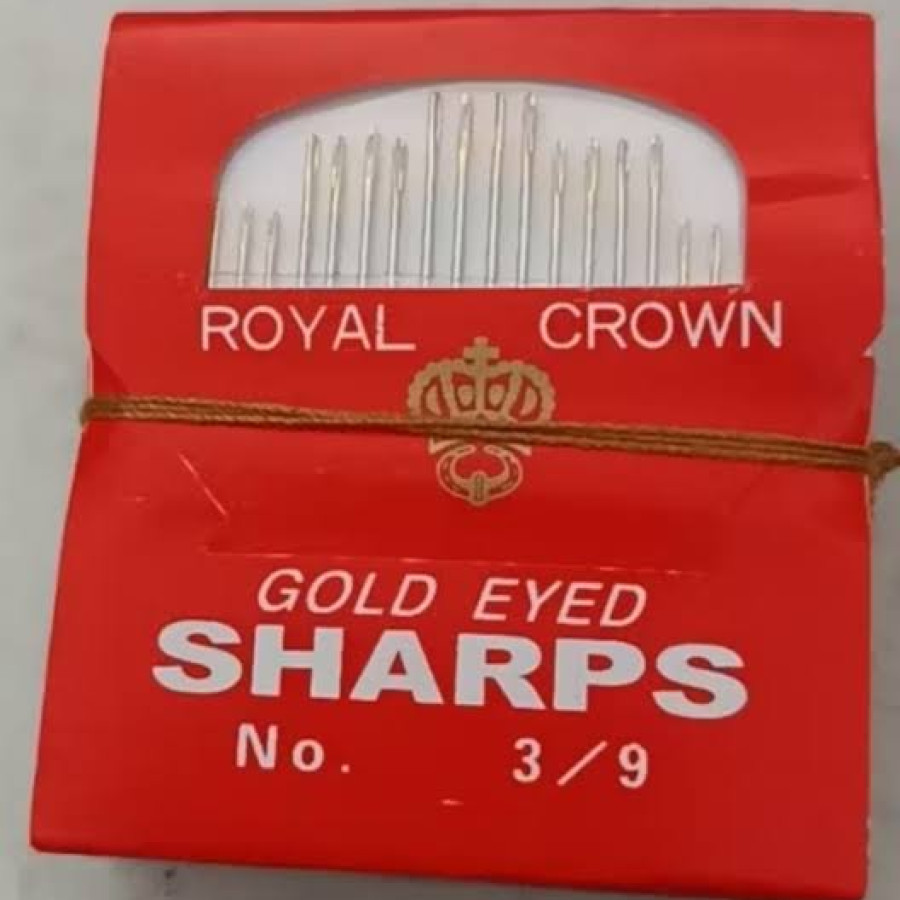 ROYAL CROWN
GOLD EYED
SHARPS
No. 3/9